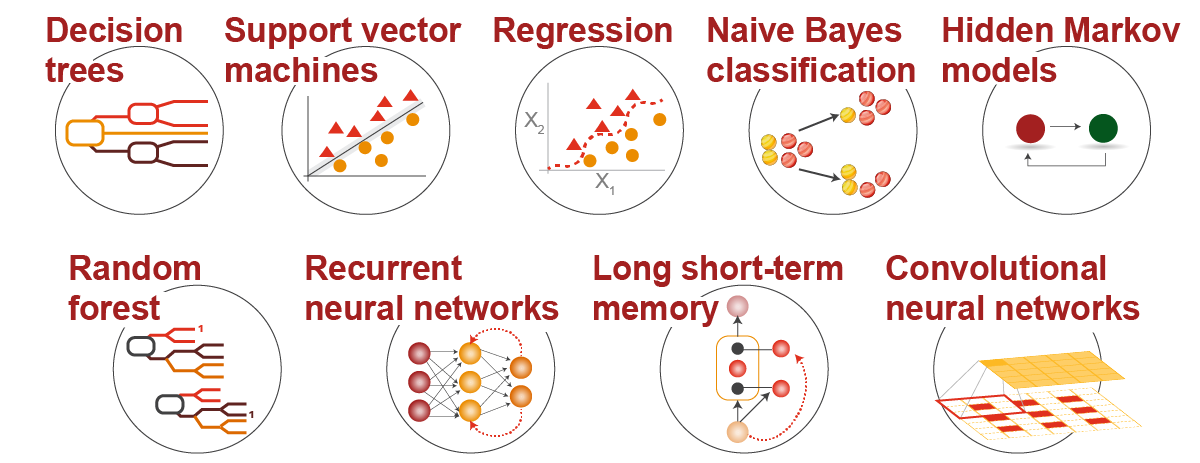 Decision
trees
Support vector
machines
Regression
X2
X1
Naive Bayes
classification
Hidden Markov
models
Random
forest
1
1
Recurrent
neural networks
Long short-term
memory
Convolutional
neural networks